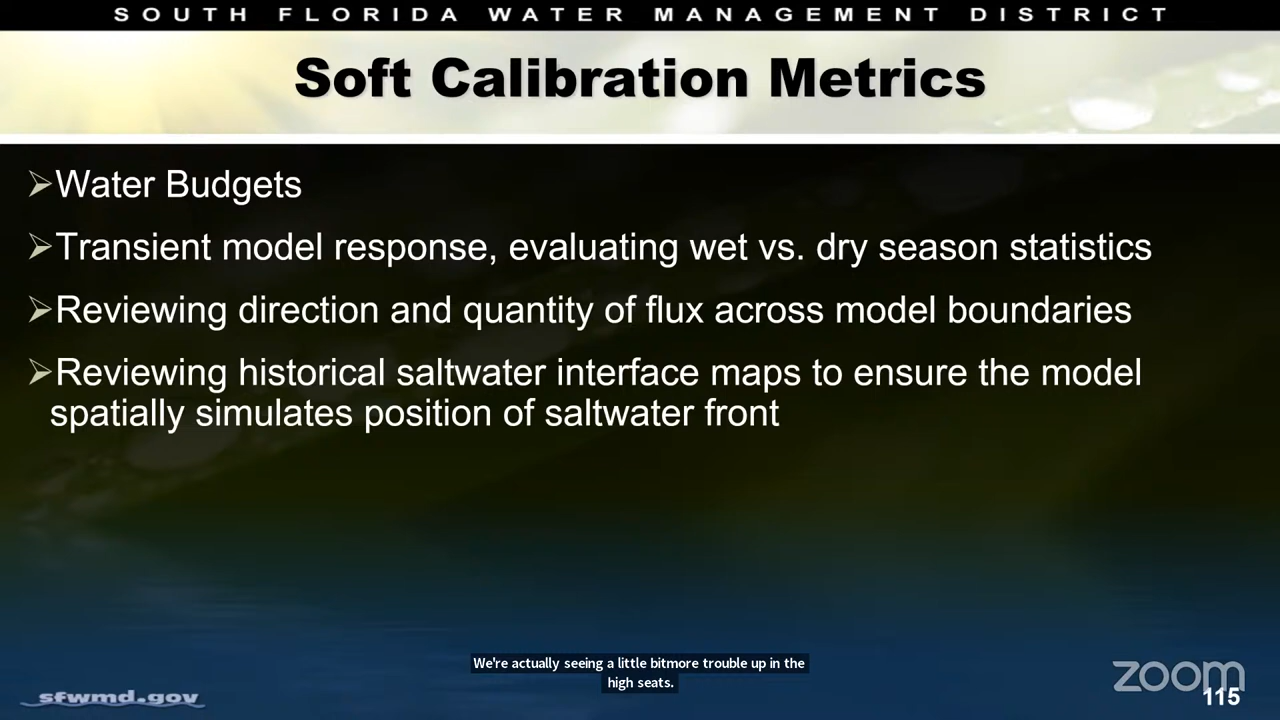 SOUTH FLORIDA WATER MANAGEMENT DISTRICT
Soft Calibration Metrics
➢Water Budgets
➢Transient model response, evaluating wet vs. dry season statistics
➢Reviewing direction and quantity of flux across model boundaries
➢Reviewing historical saltwater interface maps to ensure the model
spatially simulates position of saltwater front
We're actually seeing a little bitmore trouble up in the
high seats.
sfwmd.gov
zoom
115